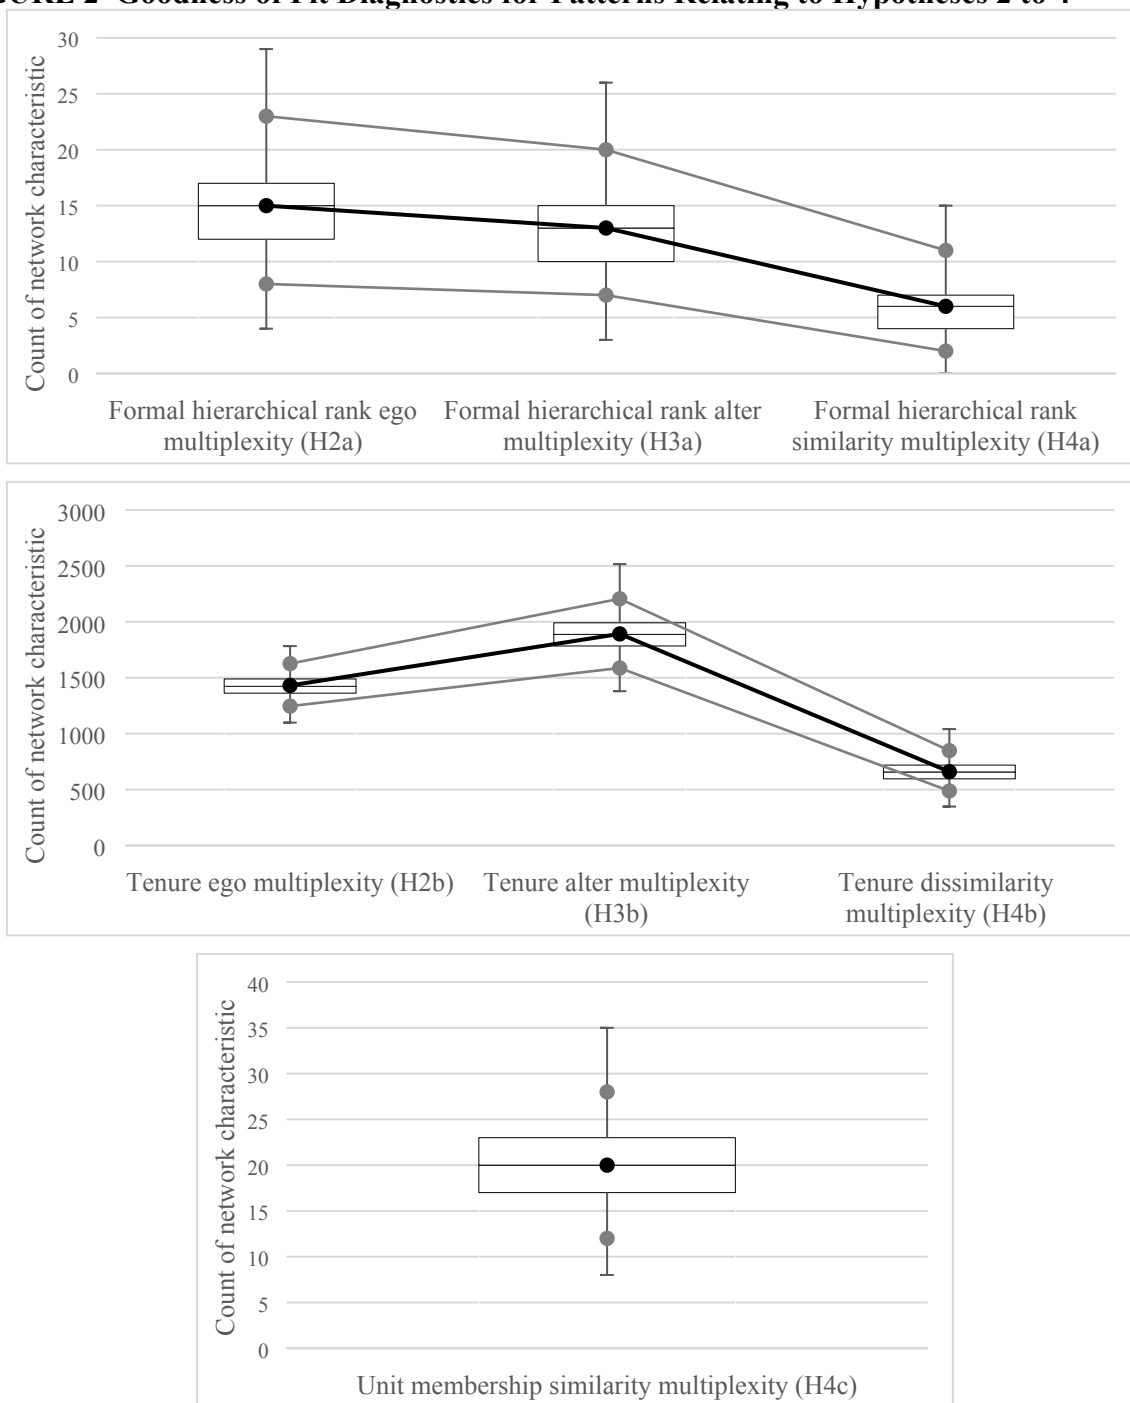 GURE 2 Goodness of Fit Diagnostics for Patterns Relating to Hypotheses 2 to 4
Count of network characteristic
30
25
20
15
10
5
0
Formal hierarchical rank ego
multiplexity (H2a)
Formal hierarchical rank alter
multiplexity (H3a)
Formal hierarchical rank
similarity multiplexity (H4a)
Count of network characteristic
3000
2500
2000
1500
1000
500
0
Tenure ego multiplexity (H2b)
Tenure alter multiplexity
(H3b)
Tenure dissimilarity
multiplexity (H4b)
Count of network characteristic
40
35
30
25
20
15
10
5
0
Unit membership similarity multiplexity (H4c)